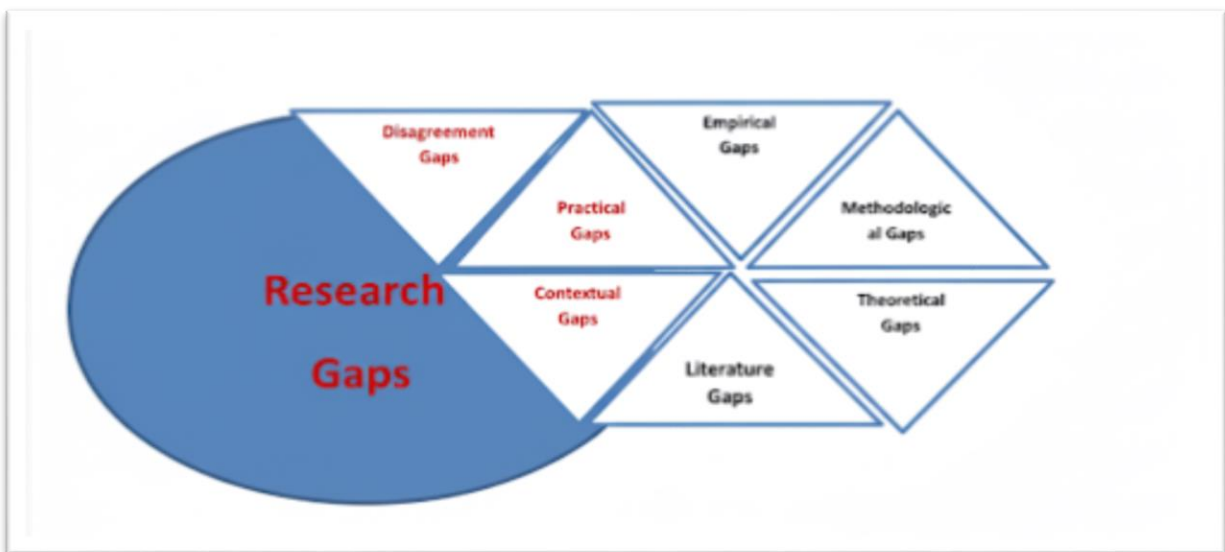 Disagreement
Gaps
Empirical
Gaps
Practical
Gaps
Methodologic
al Gaps
Research
Gaps
Contextual
Gaps
Theoretical
Gaps
Literature
Gaps